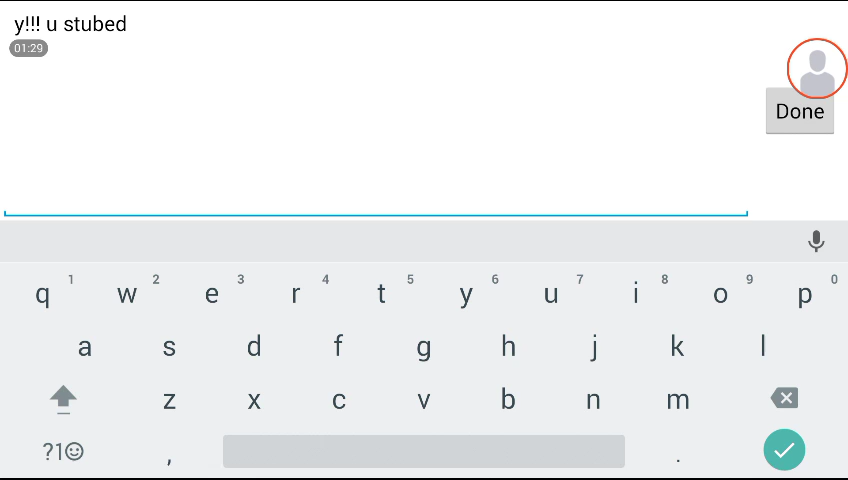 y!!! u stubed
01:29
Done
q 1 w 2 e 3 r 4 t 5 y 6 u 7 i 8 o 9 p 0
a s d f g h j k l
z x c v b n m
?1☺ , .